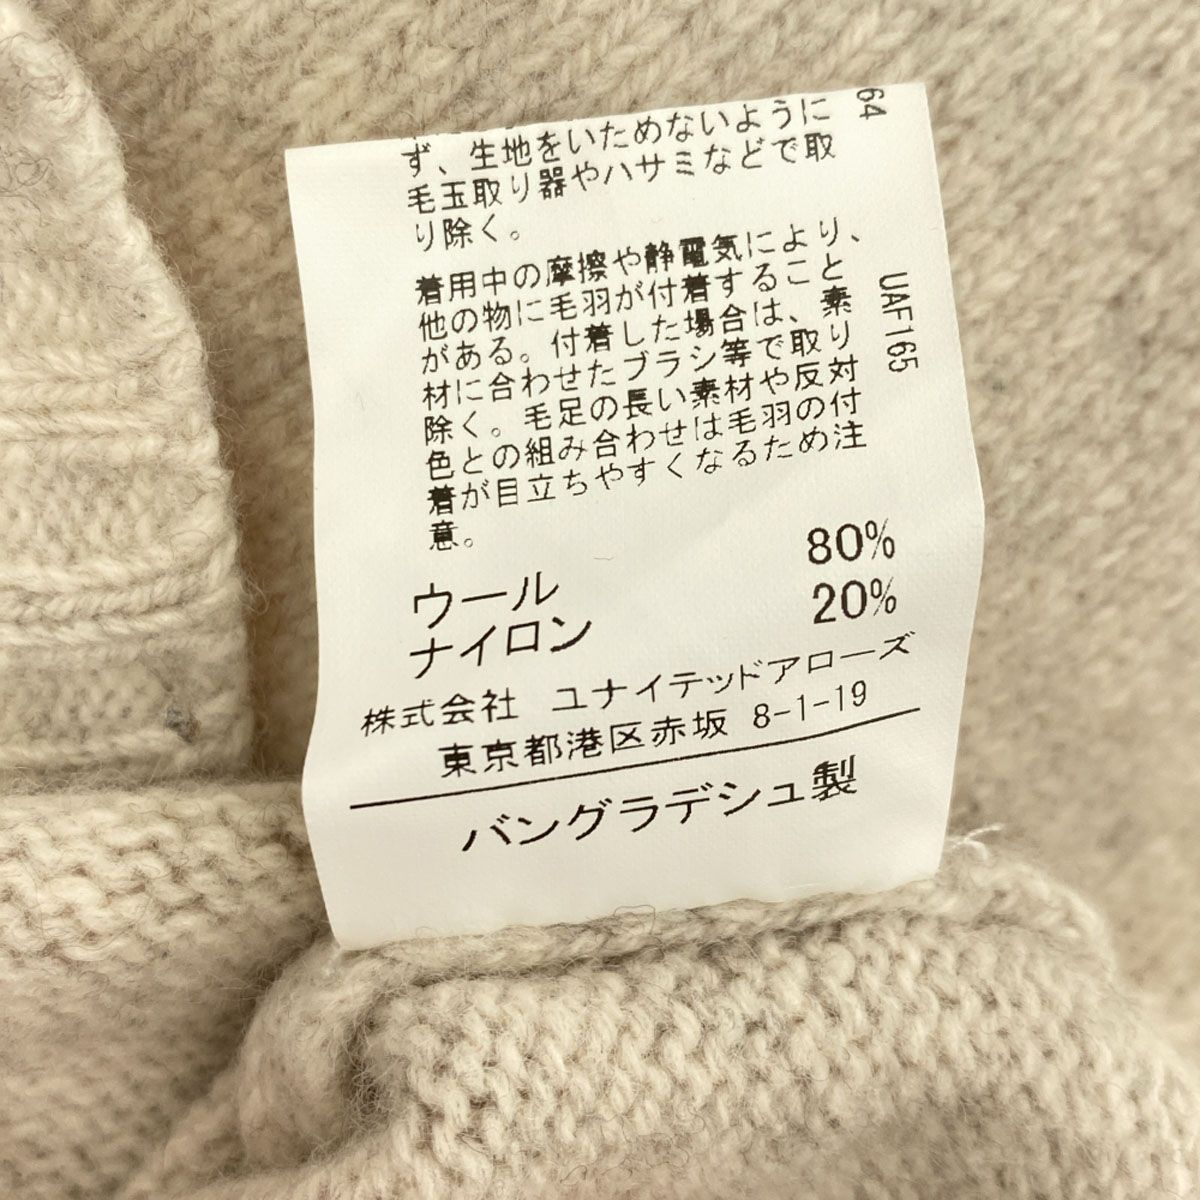 ず、生地をいためないように
毛玉取り器やハサミなどで取
り除く。
着用中の摩擦や静電気により、
他の物に毛羽が付着すること
がある。付着した場合は、素
材に合わせたブラシ等で取り
除く。毛足の長い素材や反対
色との組み合わせは毛羽の付
着が目立ちやすくなるため注
意。
ウール 80%
ナイロン 20%
株式会社 ユナイテッドアローズ
東京都港区赤坂 8-1-19
バングラデシュ製
64
UAF165